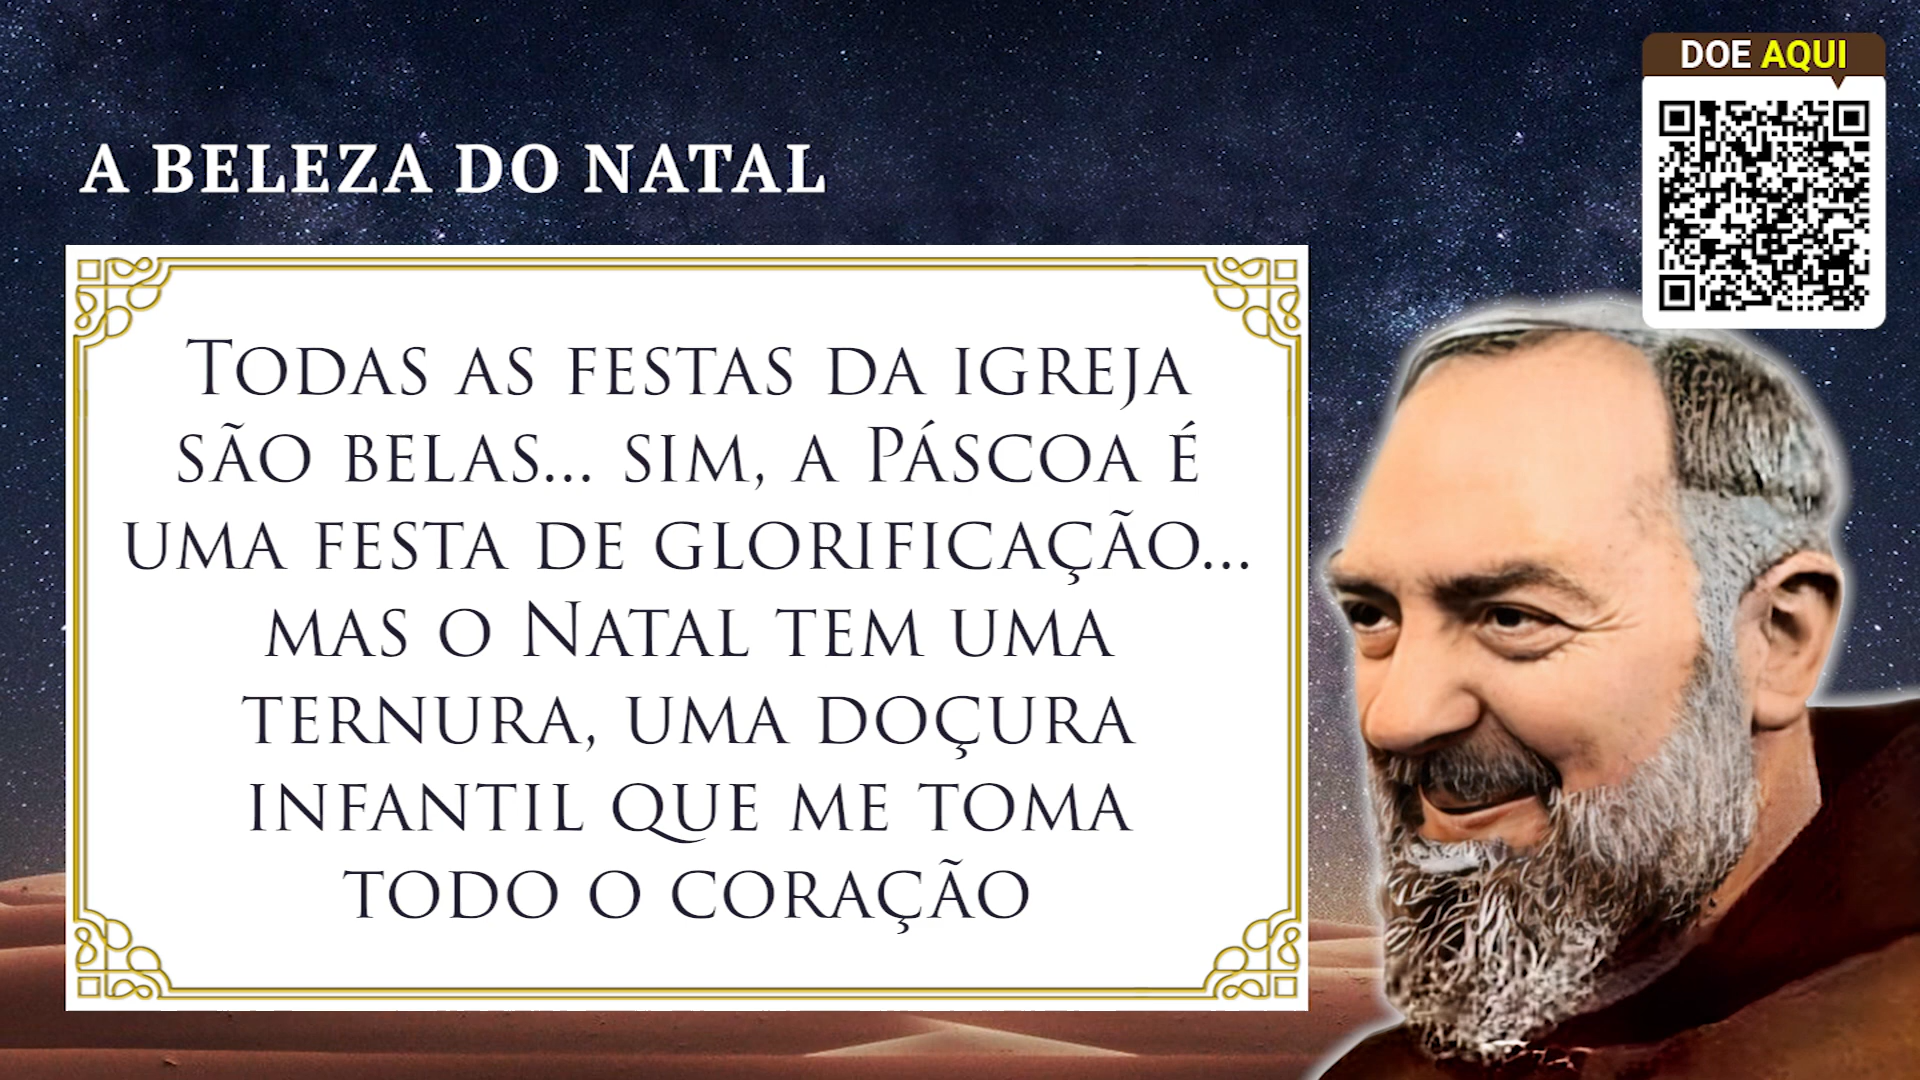 DOE AQUI
A BELEZA DO NATAL
TODAS AS FESTAS DA IGREJA
SÃO BELAS... SIM, A PÁSCOA É
UMA FESTA DE GLORIFICAÇÃO...
MAS O NATAL TEM UMA
TERNURA, UMA DOÇURA
INFANTIL QUE ME TOMA
TODO O CORAÇÃO